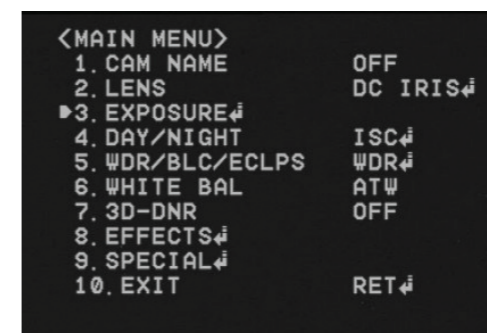 <MAIN MENU>
1. CAM NAME OFF
2. LENS DC IRIS↲
3. EXPOSURE↲
4. DAY/NIGHT ISC↲
5. WDR/BLC/ECLPS WDR↲
6. WHITE BAL ATW
7. 3D-DNR OFF
8. EFFECTS↲
9. SPECIAL↲
10. EXIT RET↲